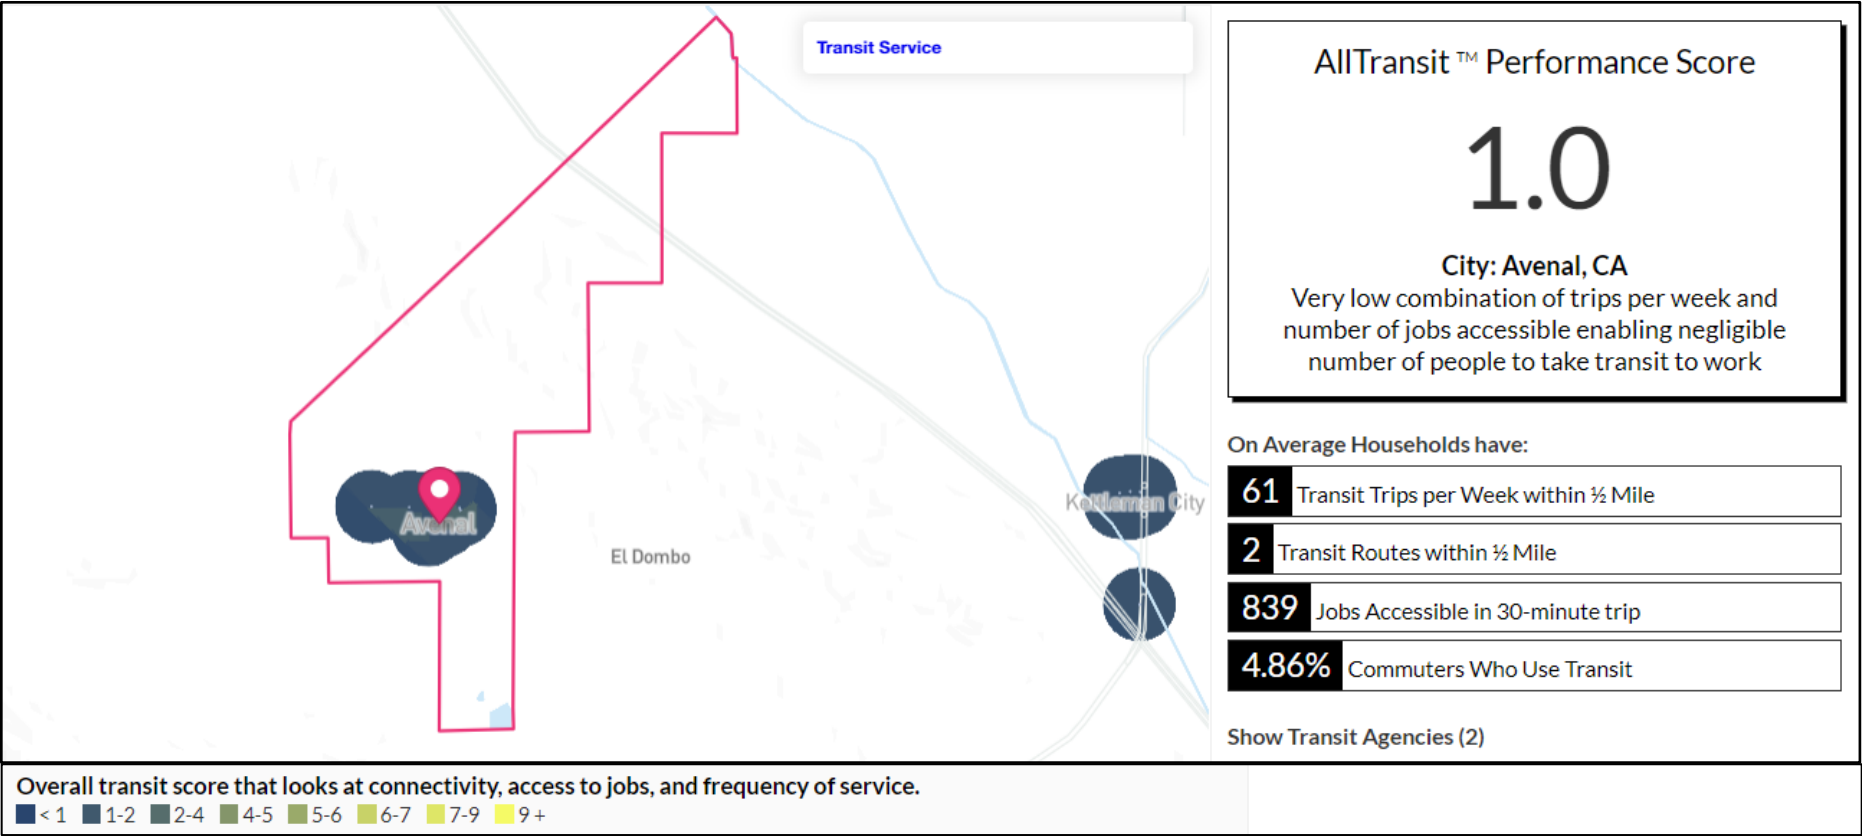 Transit Service
Avenal
El Dombo
Kettleman City
AllTransit ™ Performance Score
1.0
City: Avenal, CA
Very low combination of trips per week and
number of jobs accessible enabling negligible
number of people to take transit to work
On Average Households have:
61 Transit Trips per Week within ½ Mile
2 Transit Routes within ½ Mile
839 Jobs Accessible in 30-minute trip
4.86% Commuters Who Use Transit
Show Transit Agencies (2)
Overall transit score that looks at connectivity, access to jobs, and frequency of service.
< 1 1-2 2-4 4-5 5-6 6-7 7-9 9 +